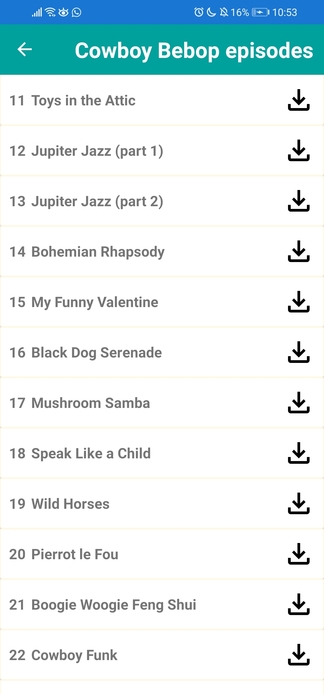 16% 10:53
Cowboy Bebop episodes
11 Toys in the Attic
12 Jupiter Jazz (part 1)
13 Jupiter Jazz (part 2)
14 Bohemian Rhapsody
15 My Funny Valentine
16 Black Dog Serenade
17 Mushroom Samba
18 Speak Like a Child
19 Wild Horses
20 Pierrot le Fou
21 Boogie Woogie Feng Shui
22 Cowboy Funk